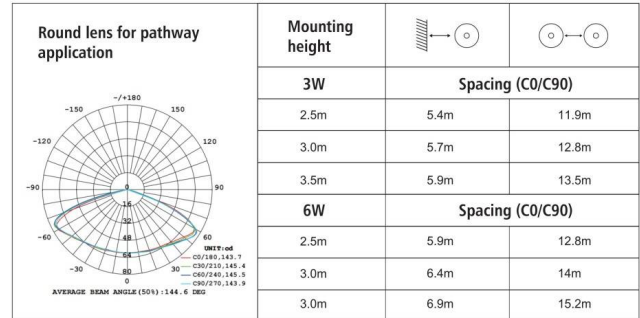 Round lens for pathway
application
-/+180
-150
150
-120
120
-90
90
-60
60
-30
30
0
0
16
32
48
64
80
UNIT:cd
C0/180,143.7
C30/210,145.4
C60/240,145.5
C90/270,143.9
AVERAGE BEAM ANGLE(50%):144.6 DEG
Mounting
height
3W Spacing (C0/C90)
2.5m 5.4m 11.9m
3.0m 5.7m 12.8m
3.5m 5.9m 13.5m
6W Spacing (C0/C90)
2.5m 5.9m 12.8m
3.0m 6.4m 14m
3.0m 6.9m 15.2m